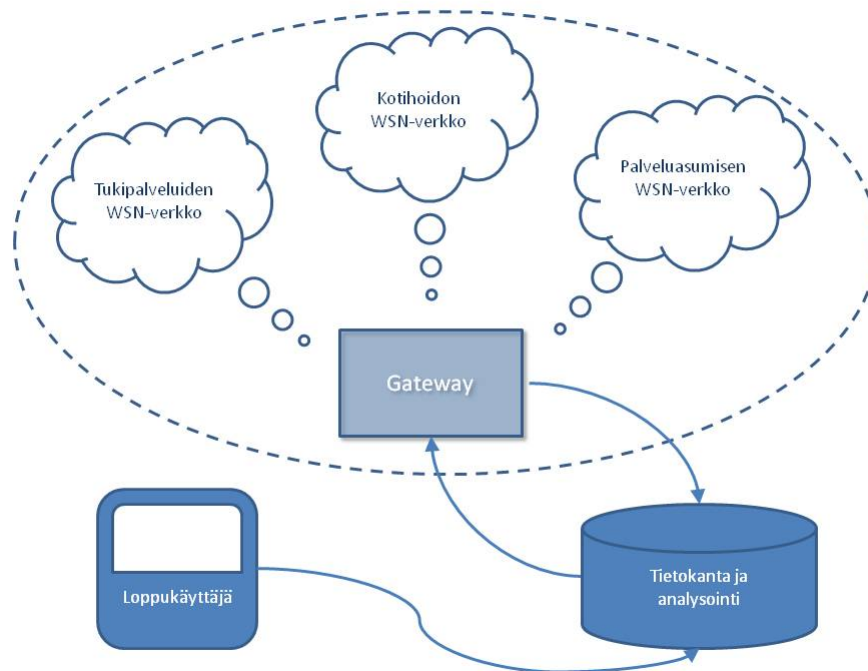 Kotihoidon
WSN-verkko
Tukipalveluiden
WSN-verkko
Palveluasumisen
WSN-verkko
Gateway
Loppukäyttäjä
Tietokanta ja
analysointi